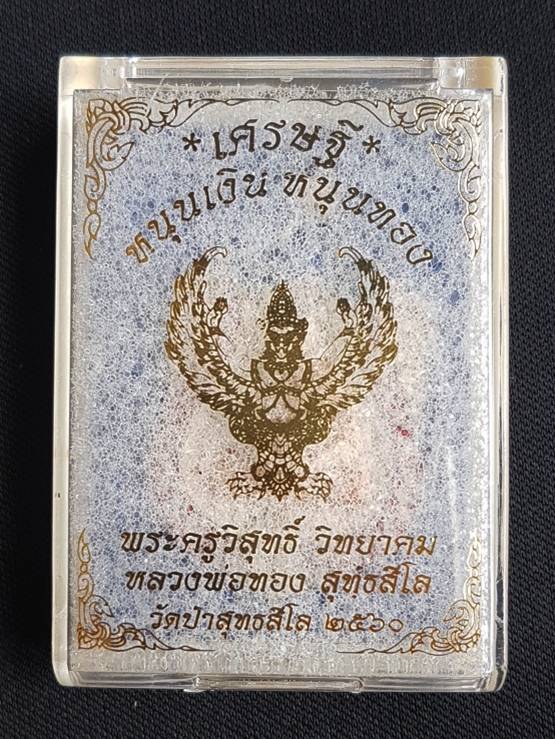 * เศรษฐี *
หนุนเงิน หนุนทอง
พระครูวิสุทธิ์ วิทยาคม
หลวงพ่อทอง สุทธสีโล
วัดป่าสุทธสีโล ๒๕๖๐